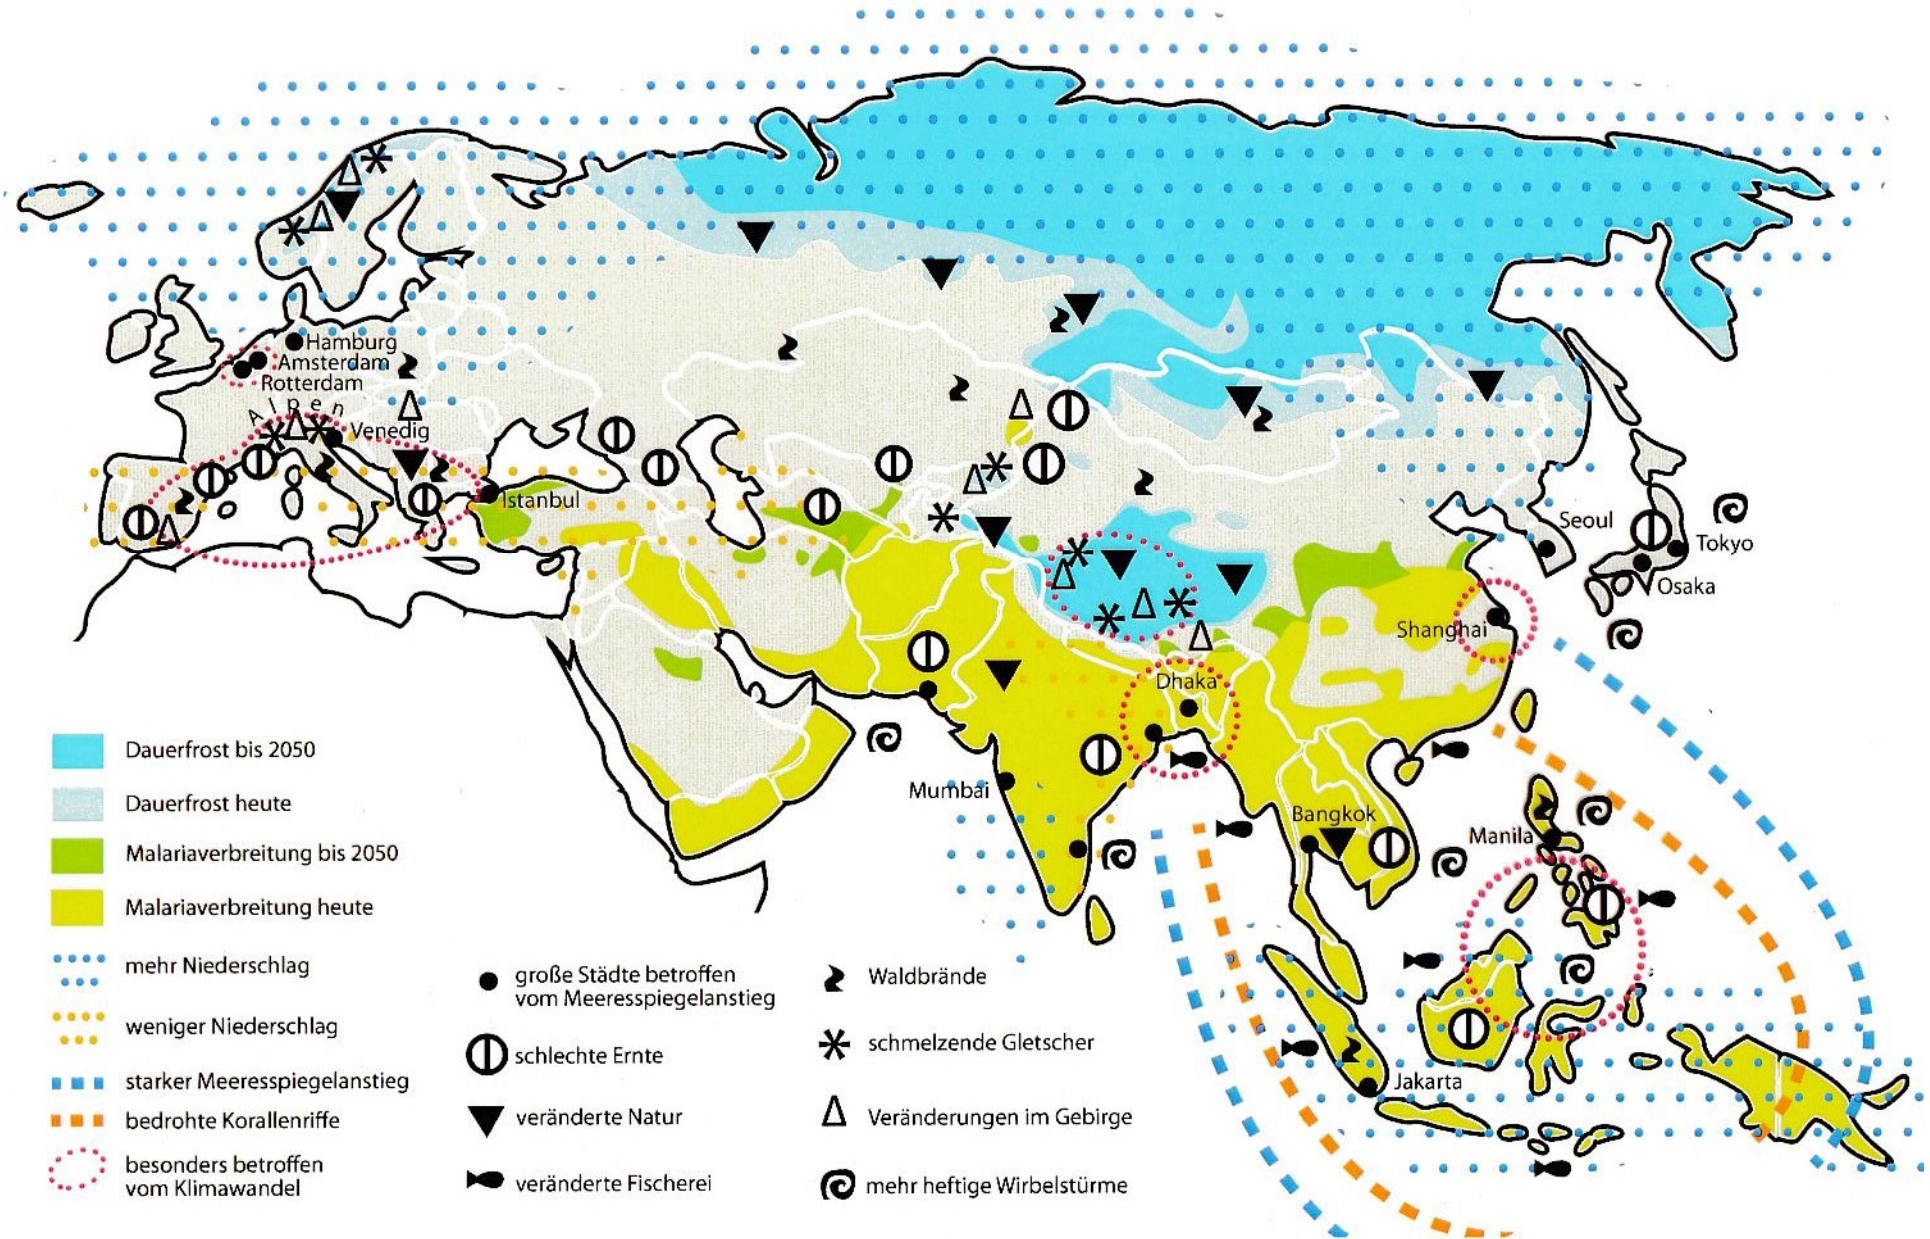 Hamburg
Amsterdam
Rotterdam
Alpen
Venedig
Istanbul
Seoul
Tokyo
Osaka
Shanghai
Dhaka
Mumbai
Bangkok
Manila
Jakarta
Dauerfrost bis 2050
Dauerfrost heute
Malariaverbreitung bis 2050
Malariaverbreitung heute
mehr Niederschlag
weniger Niederschlag
starker Meeresspiegelanstieg
bedrohte Korallenriffe
besonders betroffen
vom Klimawandel
große Städte betroffen
vom Meeresspiegelanstieg
schlechte Ernte
veränderte Natur
veränderte Fischerei
Waldbrände
schmelzende Gletscher
Veränderungen im Gebirge
mehr heftige Wirbelstürme